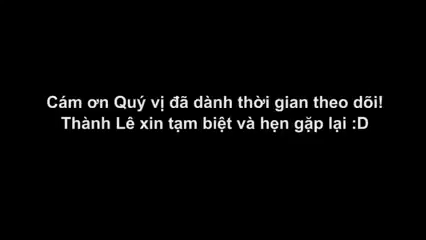 Cám ơn Quý vị đã dành thời gian theo dõi!
Thành Lê xin tạm biệt và hẹn gặp lại :D